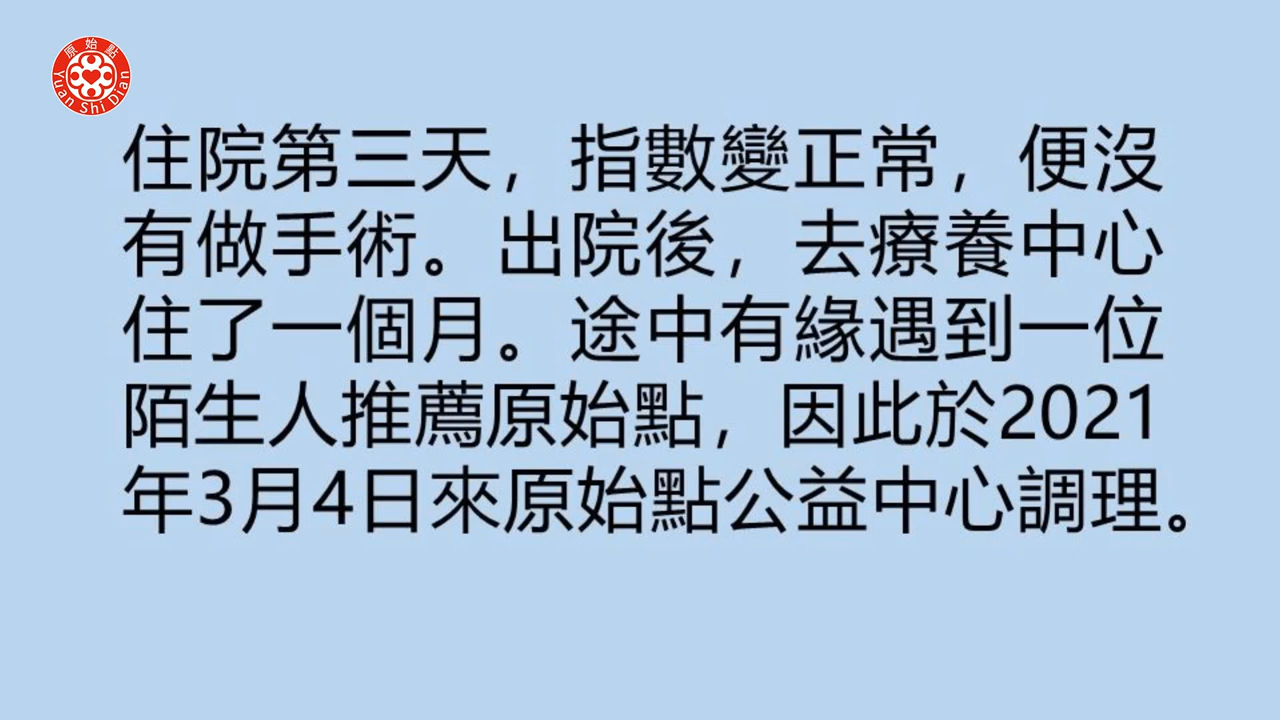 原始點
Yuan Shi Dian
住院第三天，指數變正常，便沒
有做手術。出院後，去療養中心
住了一個月。途中有緣遇到一位
陌生人推薦原始點，因此於2021
年3月4日來原始點公益中心調理。